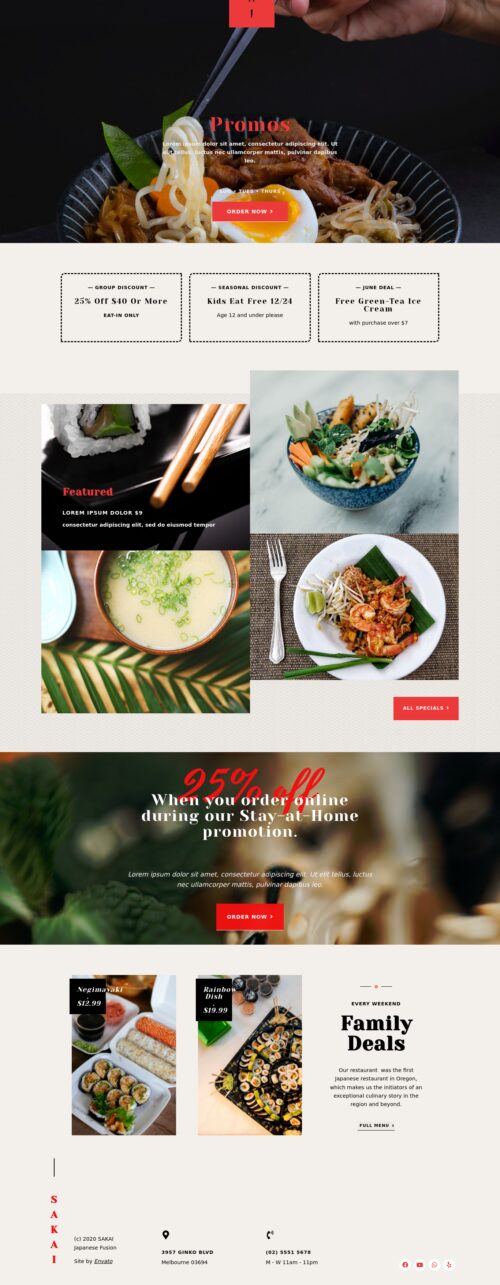 I
Promos
Lorem ipsum dolor sit amet, consectetur adipiscing elit. Ut
elit tellus, luctus nec ullamcorper mattis, pulvinar dapibus
leo.
SUN • TUES • THURS
ORDER NOW ›
— GROUP DISCOUNT —
25% Off $40 Or More
EAT-IN ONLY
— SEASONAL DISCOUNT —
Kids Eat Free 12/24
Age 12 and under please
— JUNE DEAL —
Free Green-Tea Ice
Cream
with purchase over $7
Featured
LOREM IPSUM DOLOR $9
consectetur adipiscing elit, sed do eiusmod tempor
ALL SPECIALS ›
25% off
When you order online
during our Stay-at-Home
promotion.
Lorem ipsum dolor sit amet, consectetur adipiscing elit. Ut elit tellus, luctus
nec ullamcorper mattis, pulvinar dapibus leo.
ORDER NOW ›
Negimayaki
-
$12.99
Rainbow
Dish
-
$19.99
EVERY WEEKEND
Family
Deals
Our restaurant was the first
Japanese restaurant in Oregon,
which makes us the initiators of an
exceptional culinary story in the
region and beyond.
FULL MENU ›
SAKAI
(c) 2020 SAKAI
Japanese Fusion
Site by Envato
3957 GINKO BLVD
Melbourne 03694
(02) 5551 5678
M - W 11am - 11pm